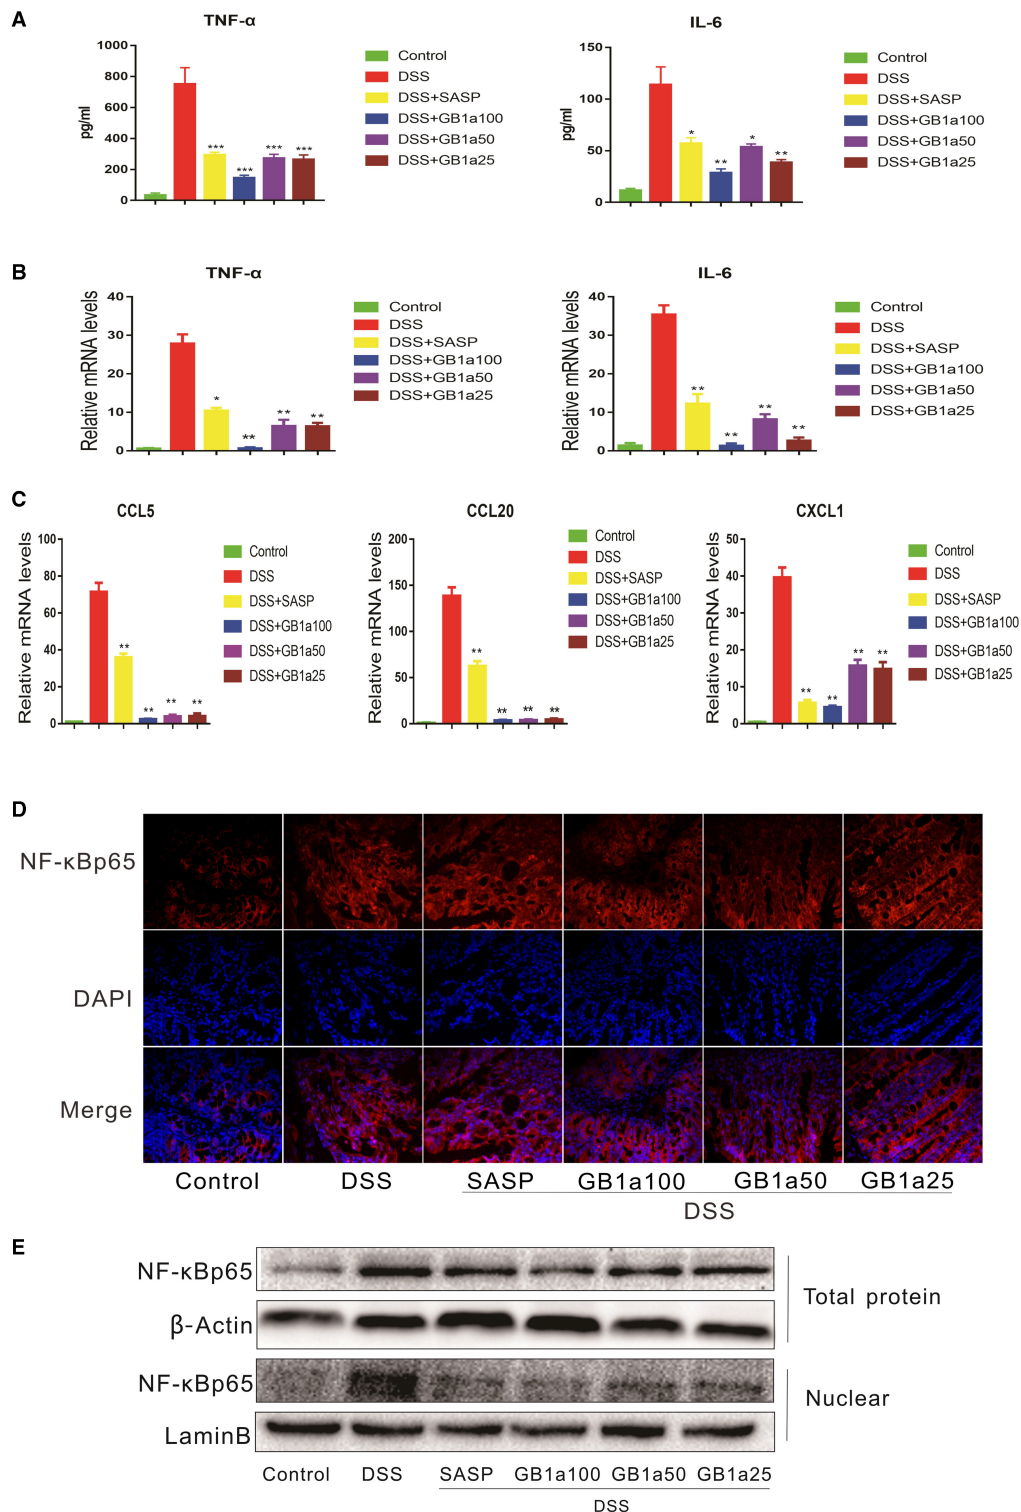 A
TNF-α
IL-6
1000
800
600
400
200
0
pg/ml
***
***
***
***
Control
DSS
DSS+SASP
DSS+GB1a100
DSS+GB1a50
DSS+GB1a25
150
100
50
0
pg/ml
*
**
*
**
Control
DSS
DSS+SASP
DSS+GB1a100
DSS+GB1a50
DSS+GB1a25
B
TNF-α
IL-6
40
30
20
10
0
Relative mRNA levels
*
**
**
**
Control
DSS
DSS+SASP
DSS+GB1a100
DSS+GB1a50
DSS+GB1a25
40
30
20
10
0
Relative mRNA levels
**
**
**
**
Control
DSS
DSS+SASP
DSS+GB1a100
DSS+GB1a50
DSS+GB1a25
C
CCL5
CCL20
CXCL1
100
80
60
40
20
0
Relative mRNA levels
**
**
**
**
Control
DSS
DSS+SASP
DSS+GB1a100
DSS+GB1a50
DSS+GB1a25
200
150
100
50
0
Relative mRNA levels
**
**
**
**
Control
DSS
DSS+SASP
DSS+GB1a100
DSS+GB1a50
DSS+GB1a25
50
40
30
20
10
0
Relative mRNA levels
**
**
**
**
Control
DSS
DSS+SASP
DSS+GB1a100
DSS+GB1a50
DSS+GB1a25
D
NF-κBp65
DAPI
Merge
Control DSS SASP GB1a100 GB1a50 GB1a25
DSS
E
NF-κBp65
β-Actin
Total protein
NF-κBp65
LaminB
Nuclear
Control DSS SASP GB1a100 GB1a50 GB1a25
DSS